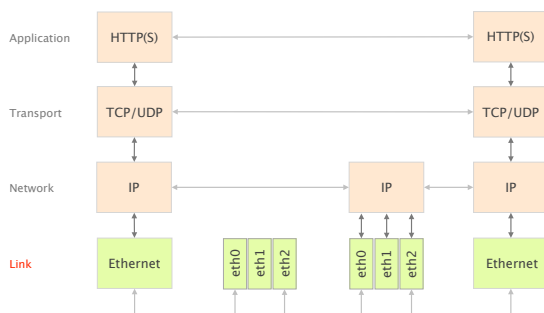 Application HTTP(S) HTTP(S)
Transport TCP/UDP TCP/UDP
Network IP IP IP
Link Ethernet eth0 eth1 eth2 eth0 eth1 eth2 Ethernet